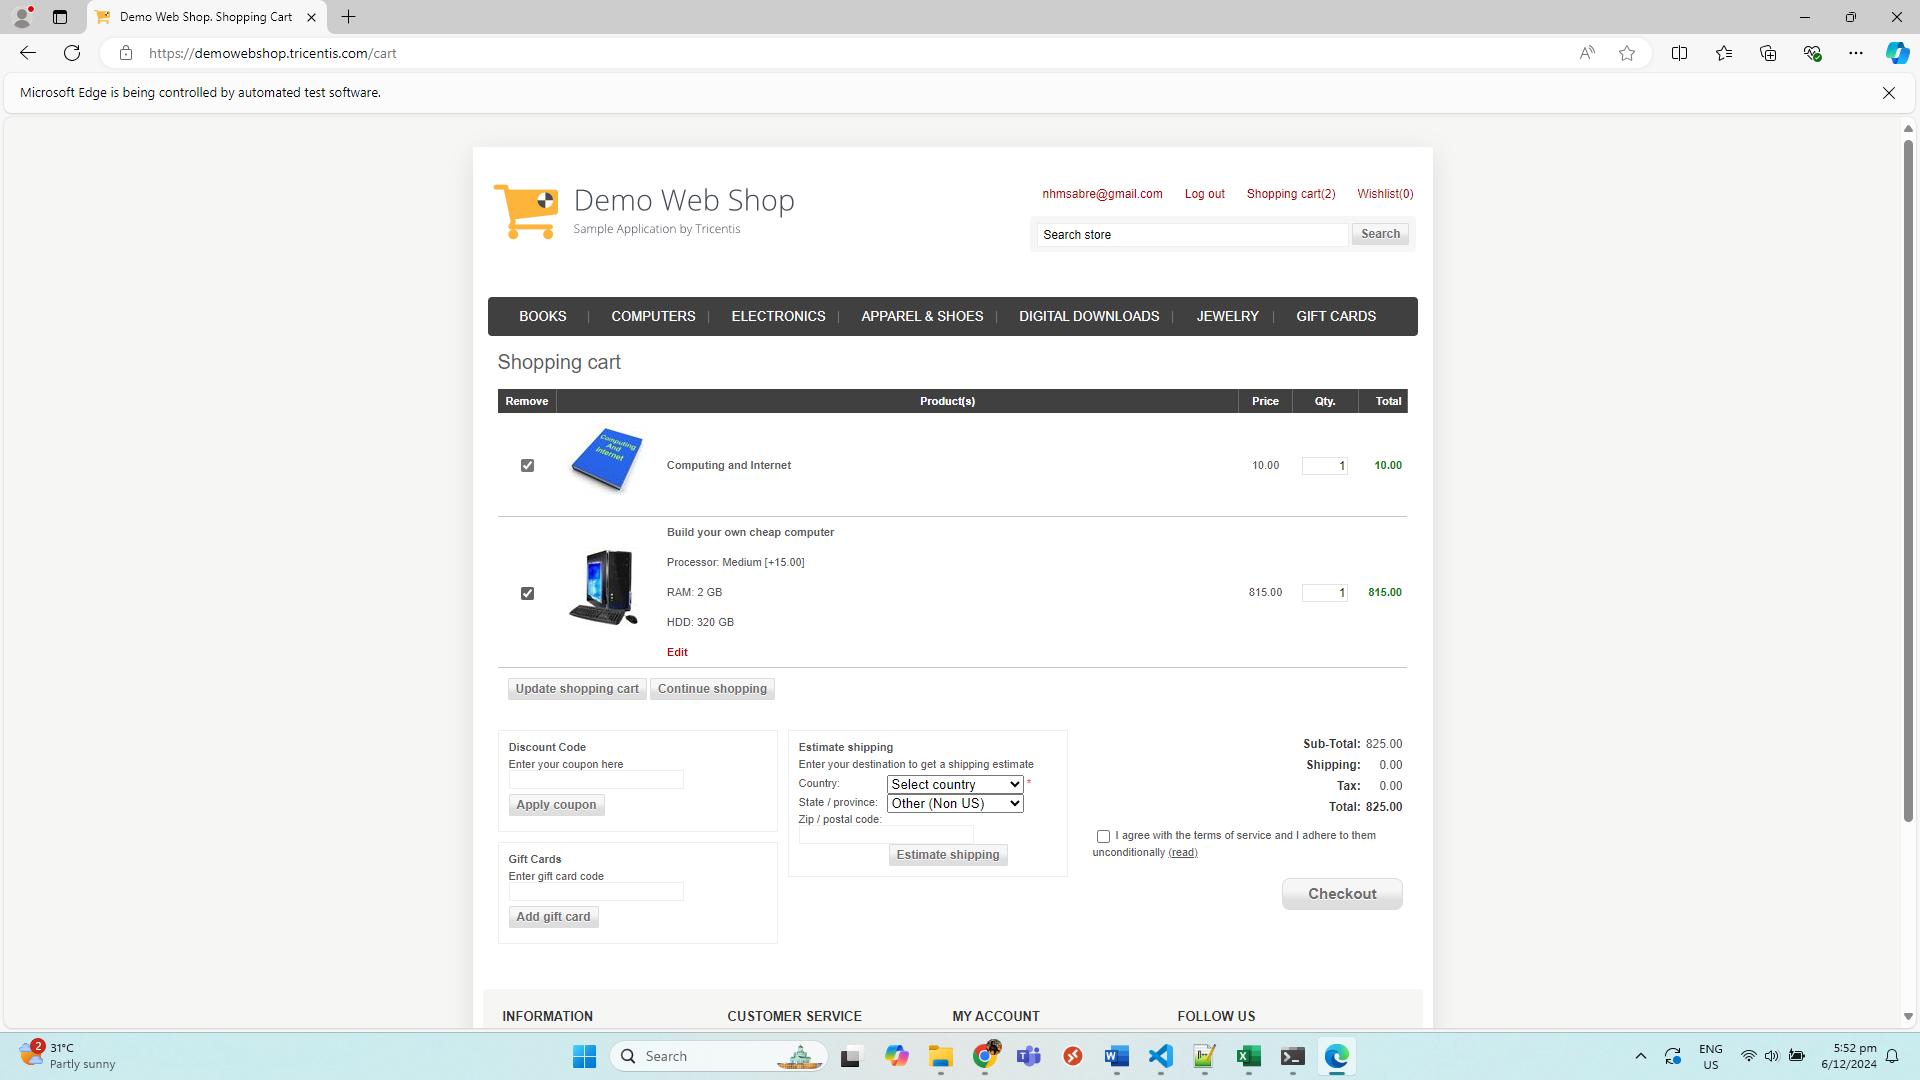 Demo Web Shop. Shopping Cart
https://demowebshop.tricentis.com/cart
Microsoft Edge is being controlled by automated test software.
Demo Web Shop
Sample Application by Tricentis
nhmsabre@gmail.com Log out Shopping cart(2) Wishlist(0)
Search store Search
BOOKS COMPUTERS ELECTRONICS APPAREL & SHOES DIGITAL DOWNLOADS JEWELRY GIFT CARDS
Shopping cart
Remove Product(s) Price Qty. Total
Computing And Internet
Computing and Internet 10.00 1 10.00
Build your own cheap computer
Processor: Medium [+15.00]
RAM: 2 GB 815.00 1 815.00
HDD: 320 GB
Edit
Update shopping cart Continue shopping
Discount Code
Enter your coupon here
Apply coupon
Gift Cards
Enter gift card code
Add gift card
Estimate shipping
Enter your destination to get a shipping estimate
Country: Select country *
State / province: Other (Non US)
Zip / postal code:
Estimate shipping
Sub-Total: 825.00
Shipping: 0.00
Tax: 0.00
Total: 825.00
I agree with the terms of service and I adhere to them
unconditionally (read)
Checkout
INFORMATION CUSTOMER SERVICE MY ACCOUNT FOLLOW US
2
31°C
Partly sunny
Search
ENG
US
5:52 pm
6/12/2024